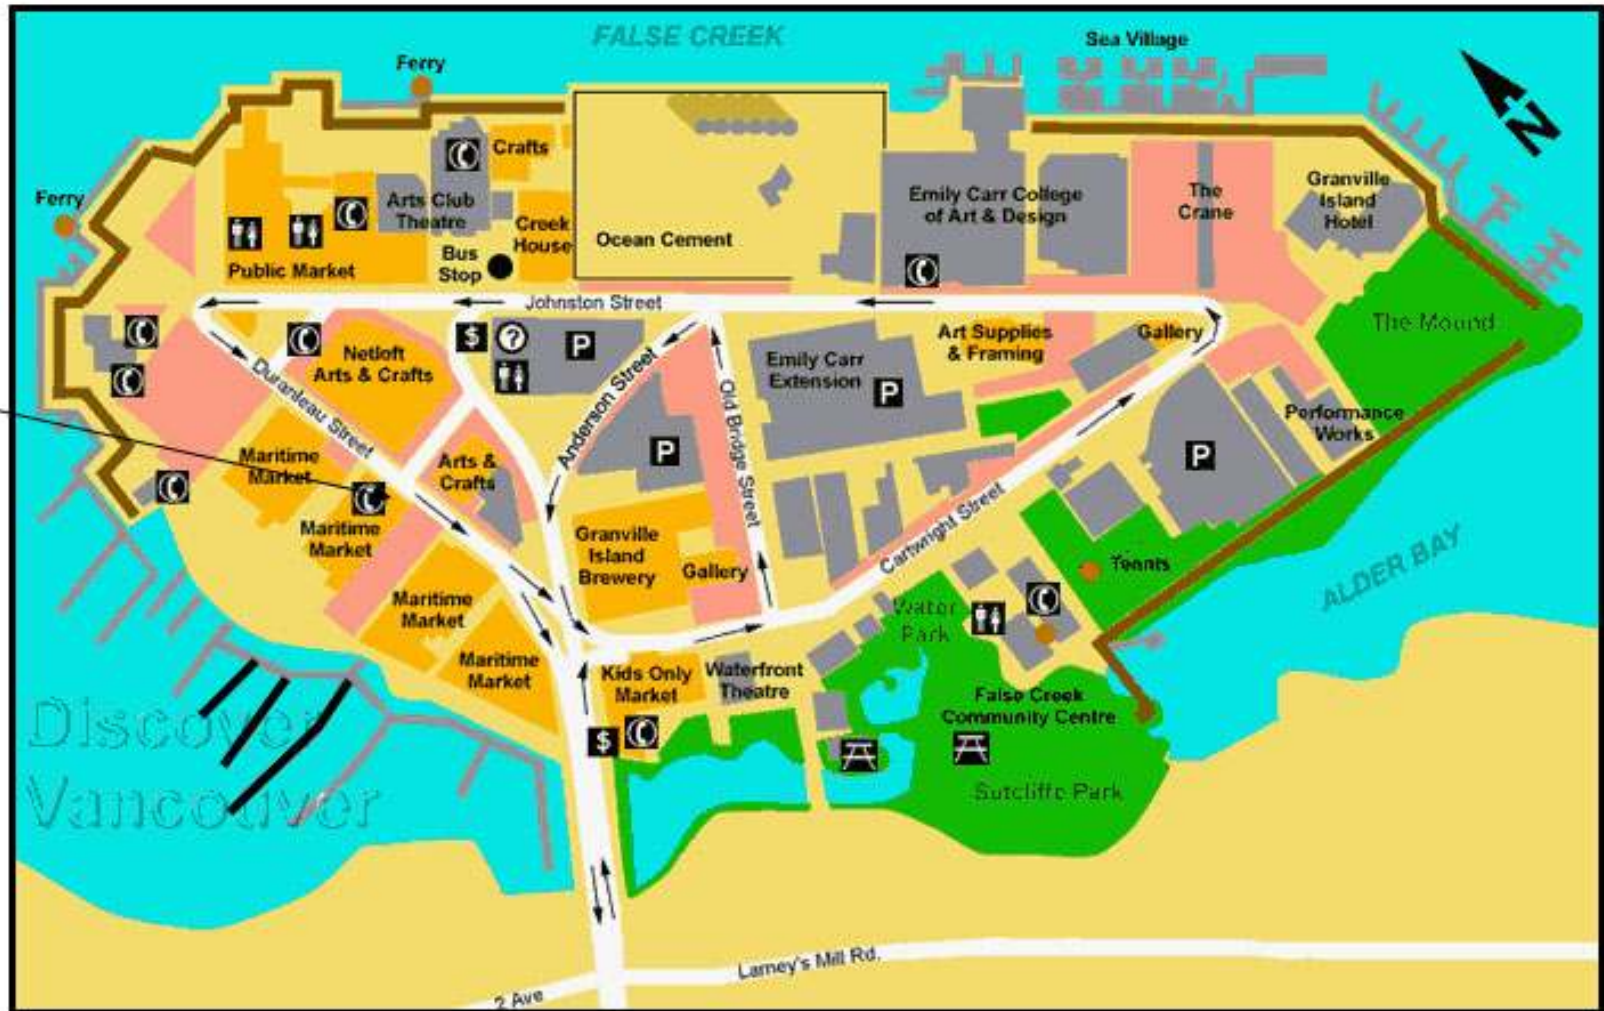 FALSE CREEK
Sea Village
Ferry
N
Crafts
Ferry
Arts Club
Theatre
Creek
House
Bus
Stop
Public Market
Ocean Cement
Emily Carr College
of Art & Design
The
Crane
Granville
Island
Hotel
Johnston Street
The Mound
$
?
P
Netloft
Arts & Crafts
Duranleau Street
Anderson Street
Old Bridge Street
Emily Carr
Extension
P
Art Supplies
& Framing
Gallery
Performance
Works
P
P
Maritime
Market
Arts &
Crafts
Maritime
Market
Granville
Island
Brewery
Gallery
Cartwright Street
Tennis
ALDER BAY
Maritime
Market
Water
Park
Maritime
Market
Kids Only
Market
Waterfront
Theatre
False Creek
Community Centre
$
Sutcliffe Park
Discover
Vancouver
Lamey's Mill Rd.
2 Ave